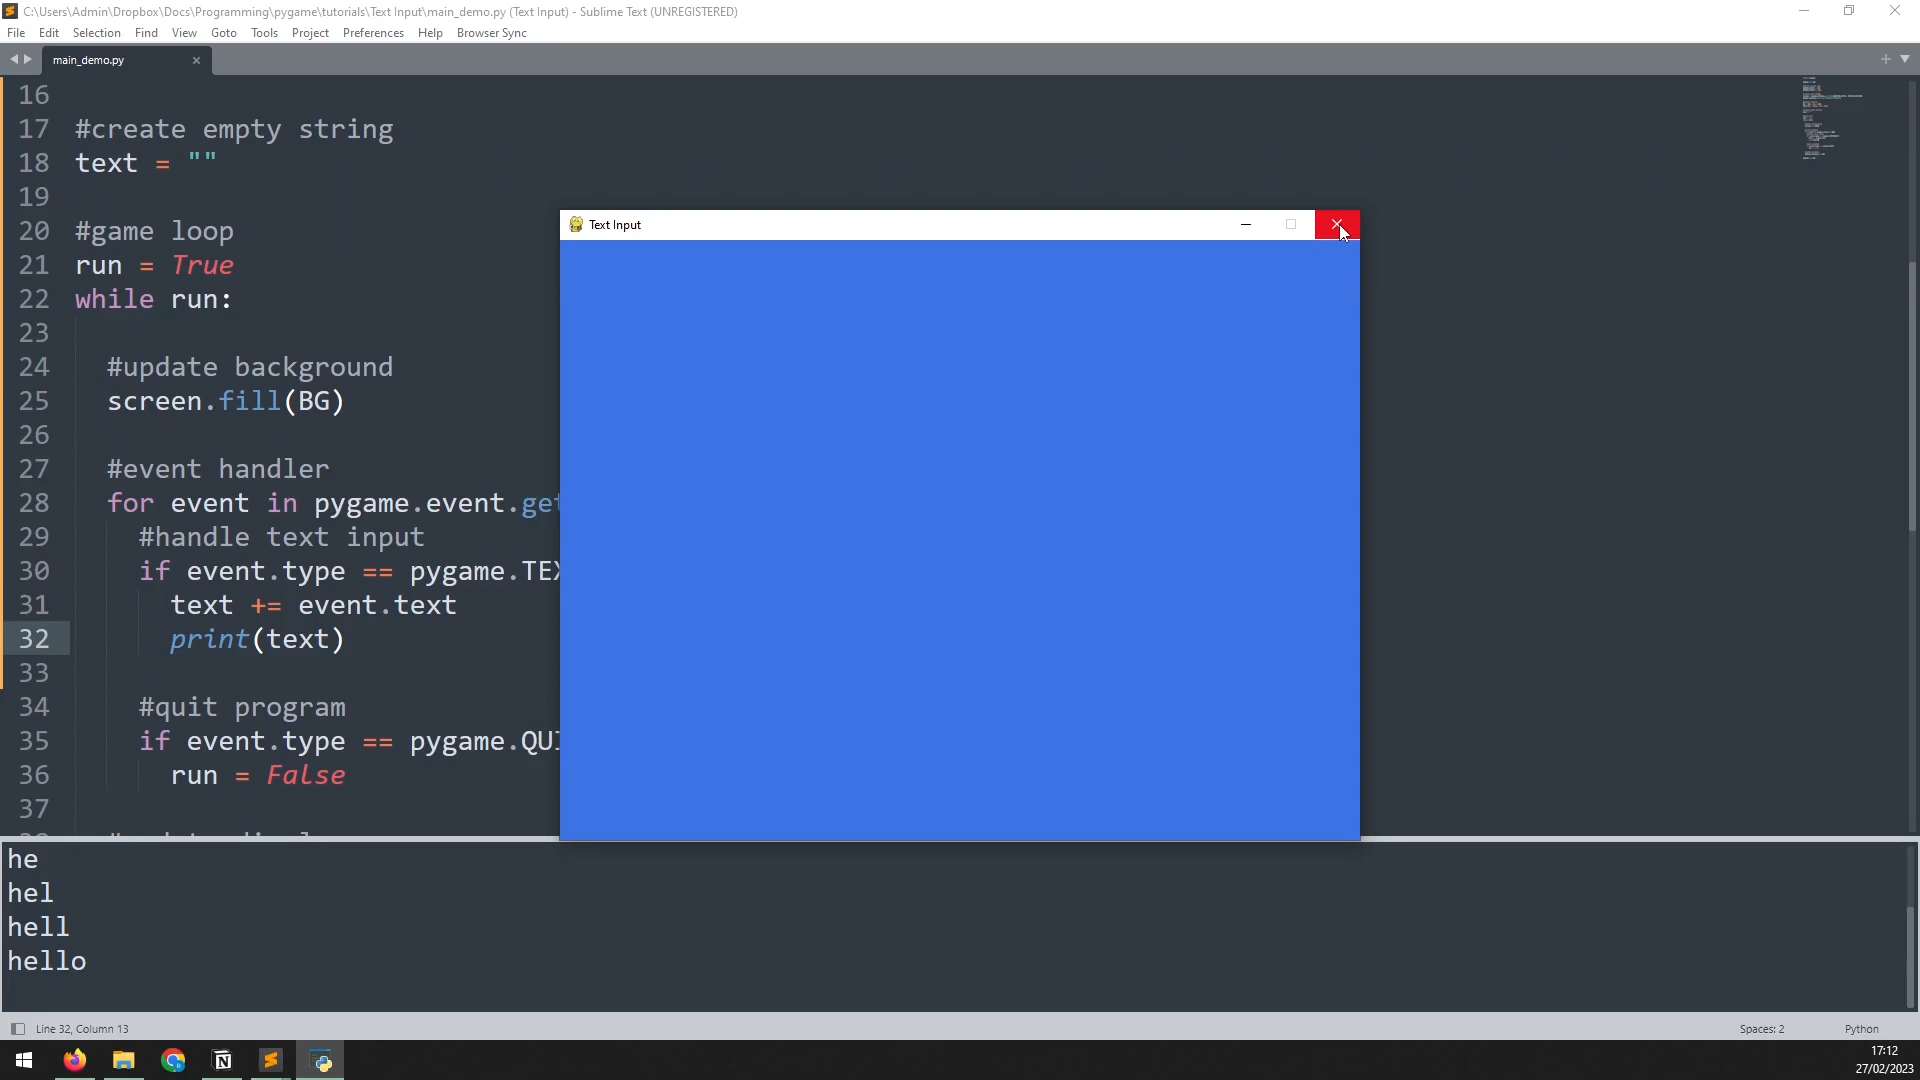 C:\Users\Admin\Dropbox\Docs\Programming\pygame\tutorials\Text Input\main_demo.py (Text Input) - Sublime Text (UNREGISTERED)
File Edit Selection Find View Goto Tools Project Preferences Help Browser Sync
main_demo.py
16
17 #create empty string
18 text = ""
19
20 #game loop
21 run = True
22 while run:
23
24 #update background
25 screen.fill(BG)
26
27 #event handler
28 for event in pygame.event.get
29 #handle text input
30 if event.type == pygame.TEX
31 text += event.text
32 print(text)
33
34 #quit program
35 if event.type == pygame.QUI
36 run = False
37
Text Input
he
hel
hell
hello
Line 32, Column 13
Spaces: 2
Python
17:12
27/02/2023